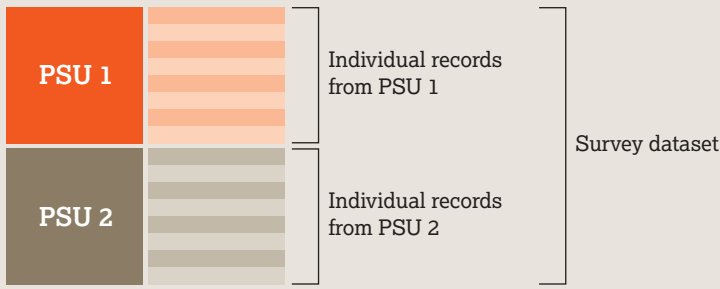 PSU 1
Individual records
from PSU 1
Survey dataset
PSU 2
Individual records
from PSU 2